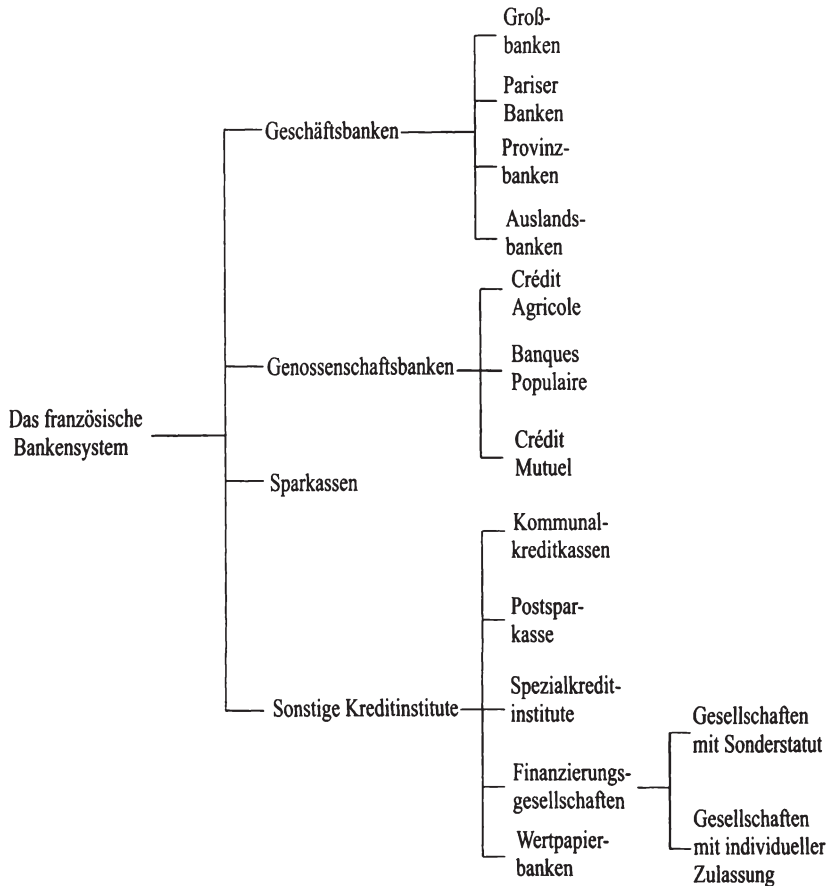 Groß-
banken
Pariser
Banken
Geschäftsbanken
Provinz-
banken
Auslands-
banken
Crédit
Agricole
Genossenschaftsbanken
Banques
Populaire
Crédit
Mutuel
Das französische
Bankensystem
Sparkassen
Kommunal-
kreditkassen
Postspar-
kasse
Sonstige Kreditinstitute
Spezialkredit-
institute
Finanzierungs-
gesellschaften
Gesellschaften
mit Sonderstatut
Gesellschaften
mit individueller
Zulassung
Wertpapier-
banken